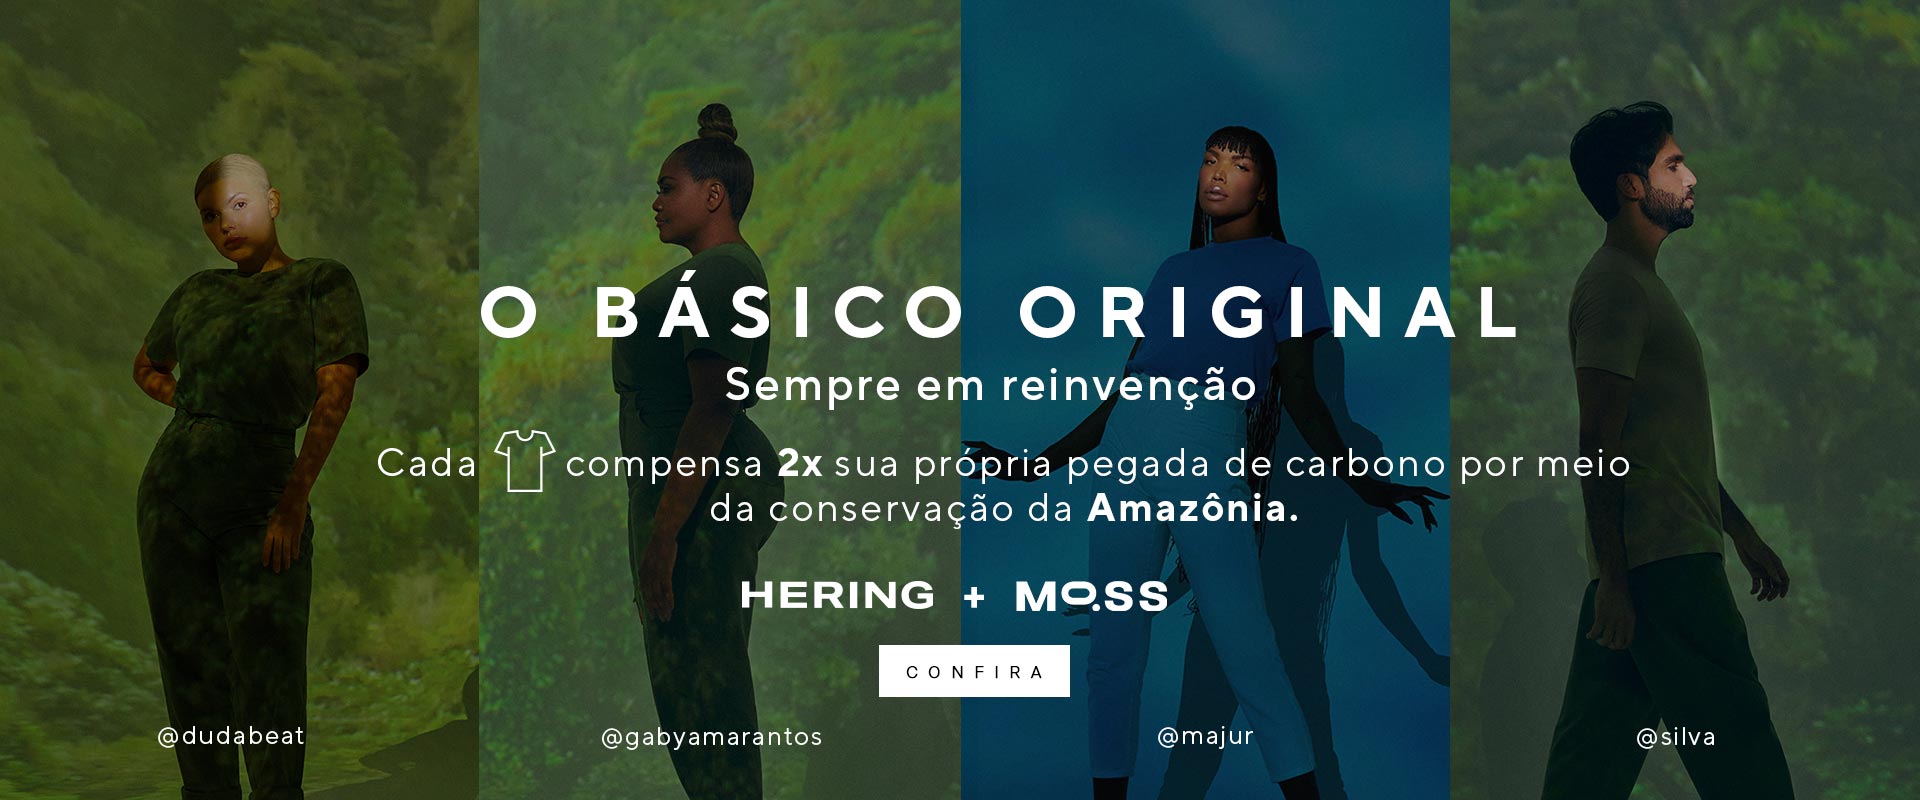 O BÁSICO ORIGINAL
Sempre em reinvenção
Cada compensa 2x sua própria pegada de carbono por meio
da conservação da Amazônia.
HERING + MOSS
CONFIRA
@dudabeat
@gabyamarantos
@majur
@silva